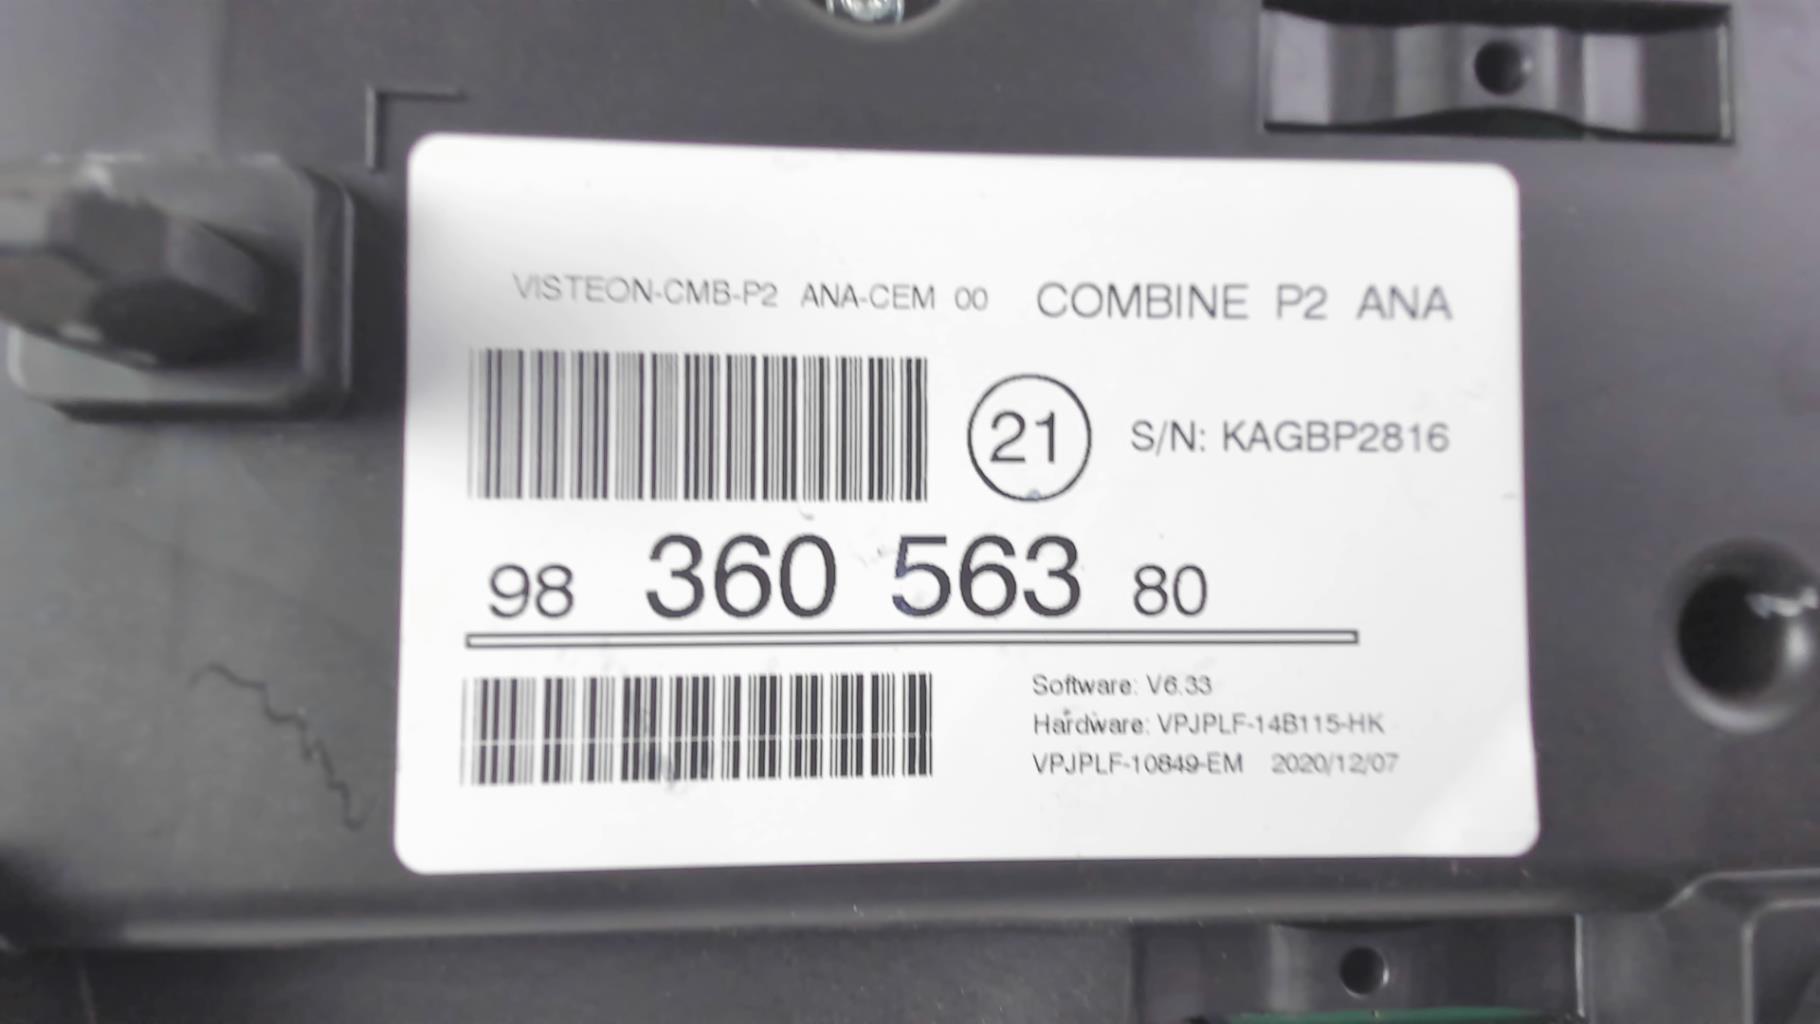 VISTEON-CMB-P2 ANA-CEM 00 COMBINE P2 ANA
21 S/N: KAGBP2816
98 360 563 80
Software: V6.33
Hardware: VPJPLF-14B115-HK
VPJPLF-10849-EM 2020/12/07